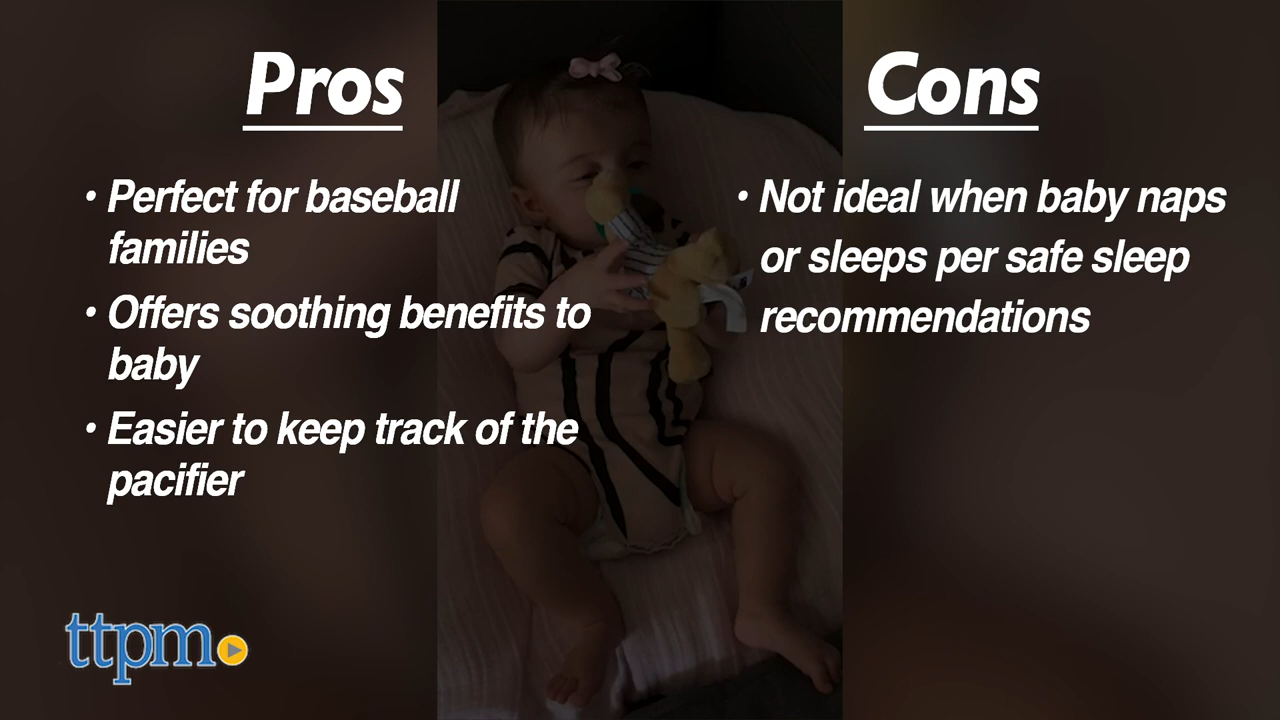 Pros
• Perfect for baseball
families
• Offers soothing benefits to
baby
• Easier to keep track of the
pacifier
Cons
• Not ideal when baby naps
or sleeps per safe sleep
recommendations
ttpm